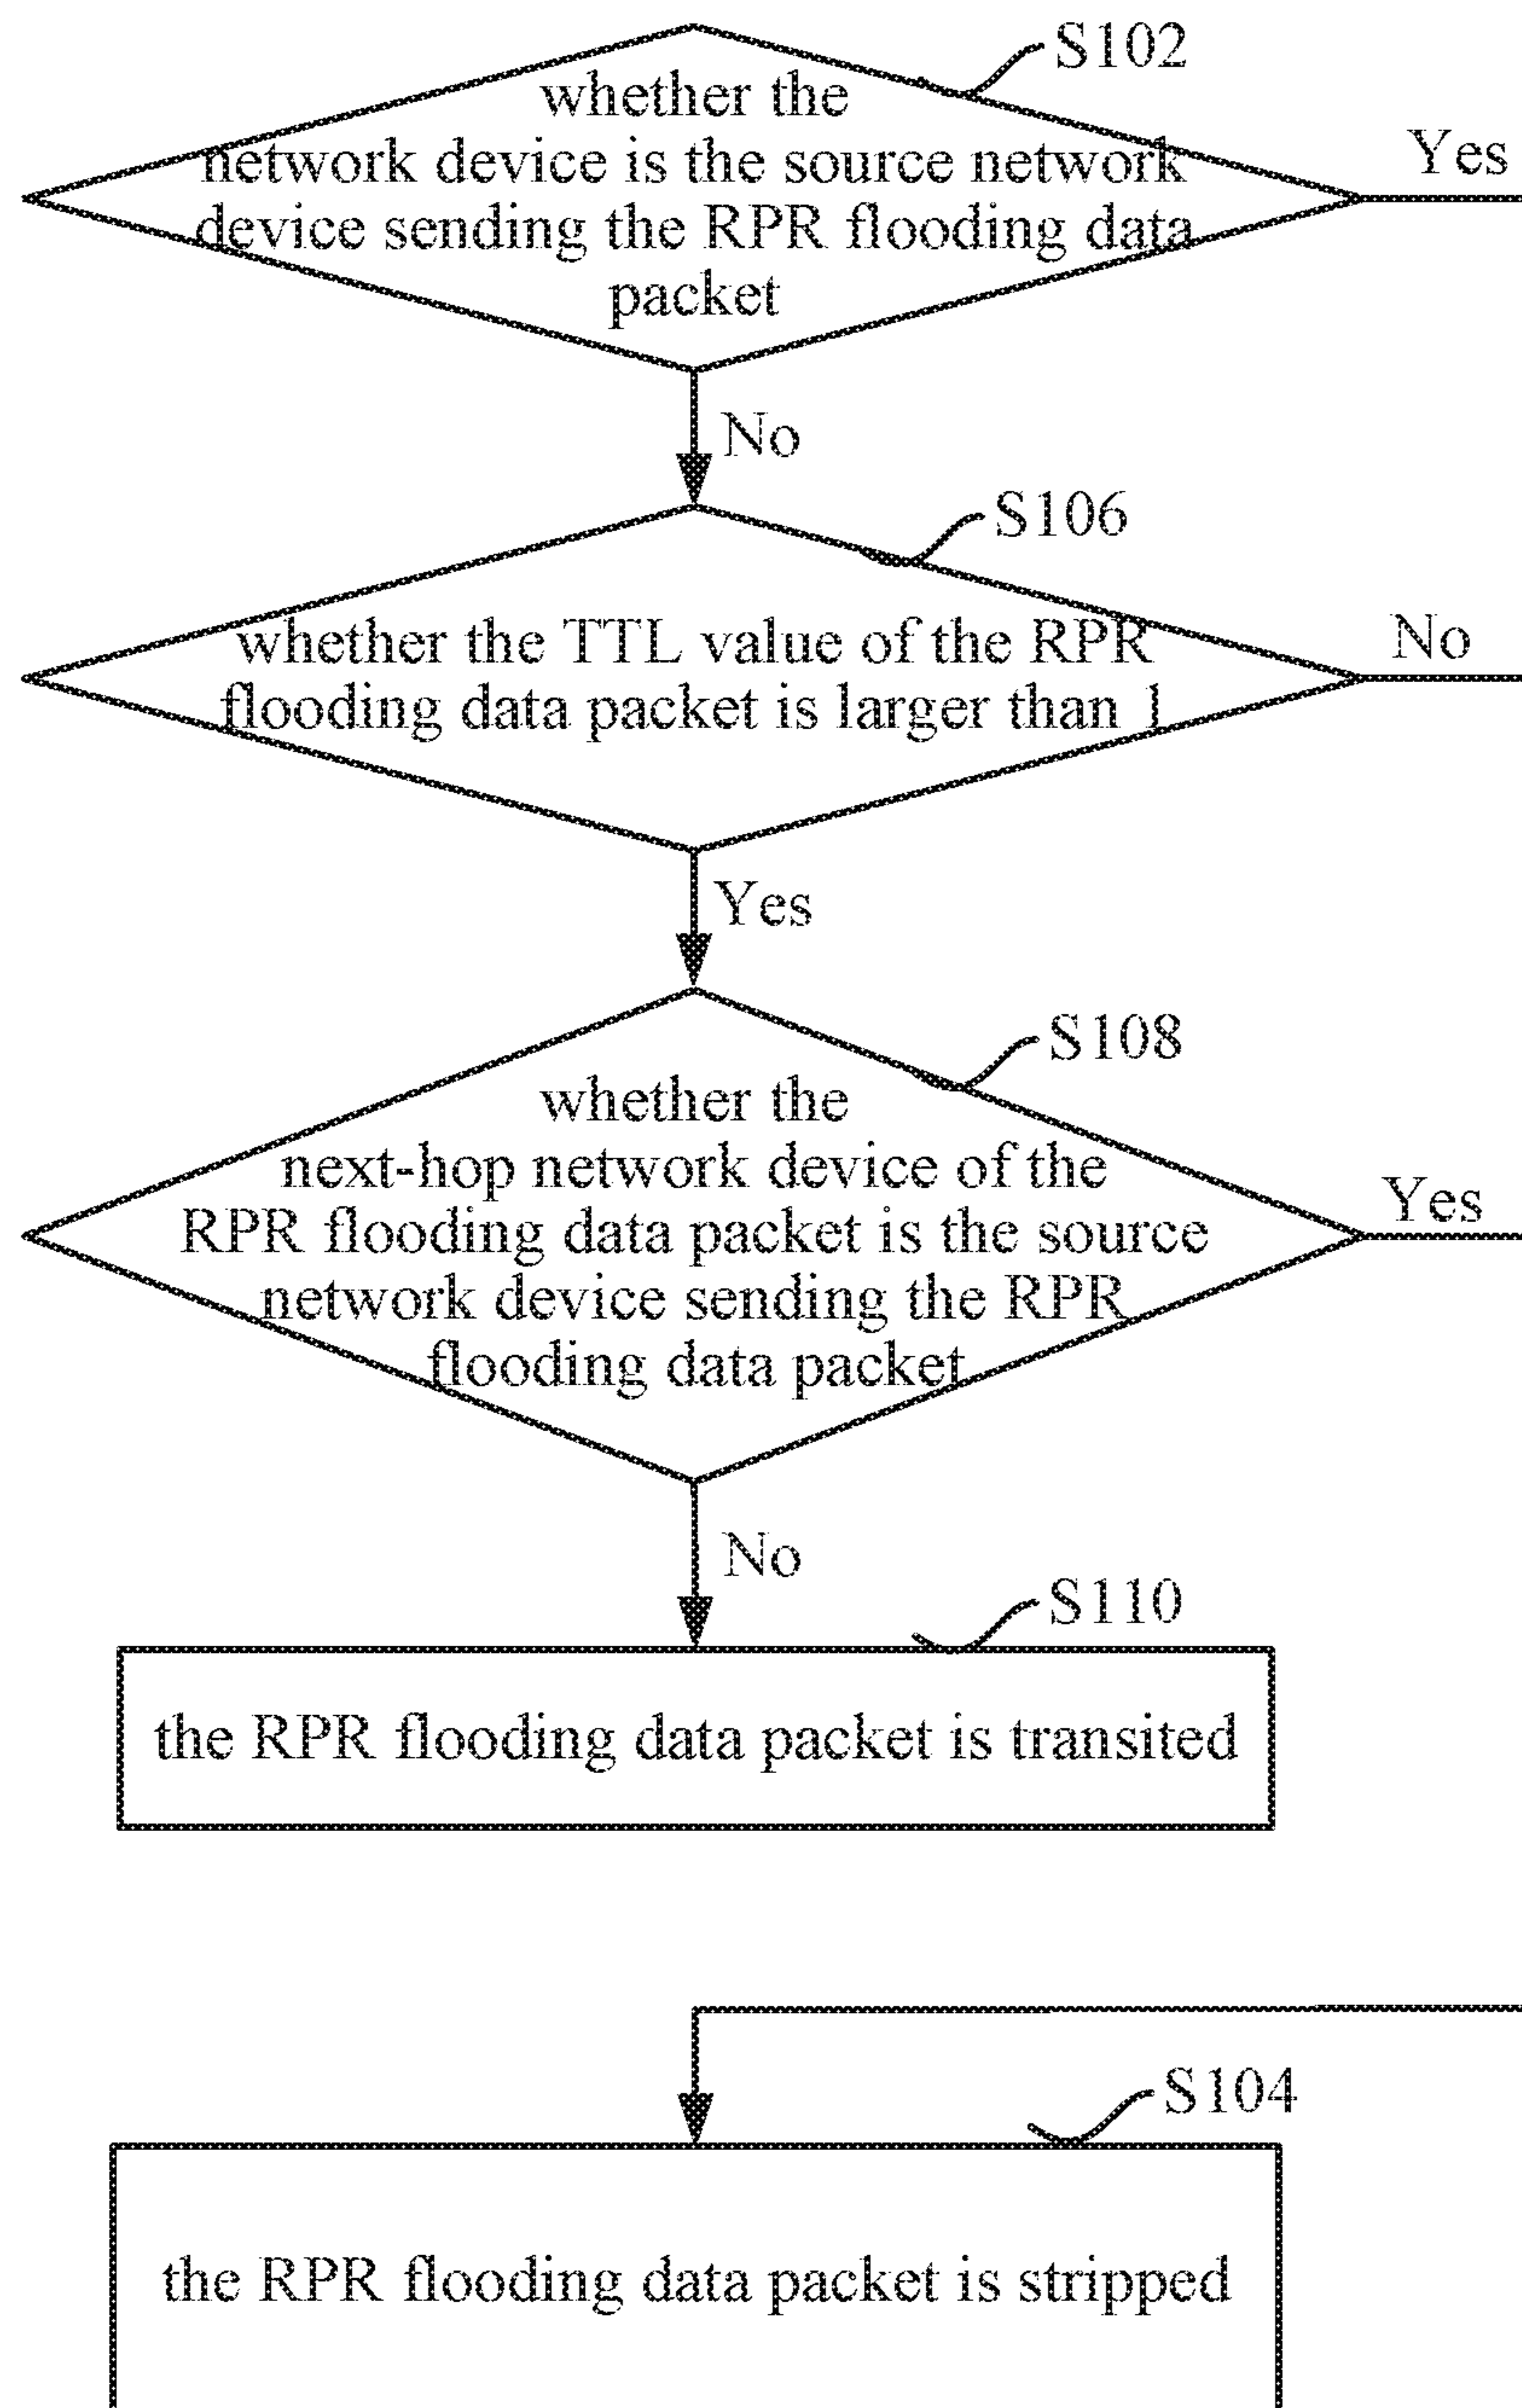 S102
whether the
network device is the source network
device sending the RPR flooding data
packet
Yes
No
S106
whether the TTL value of the RPR
flooding data packet is larger than 1
No
Yes
S108
whether the
next-hop network device of the
RPR flooding data packet is the source
network device sending the RPR
flooding data packet
Yes
No
S110
the RPR flooding data packet is transited
S104
the RPR flooding data packet is stripped